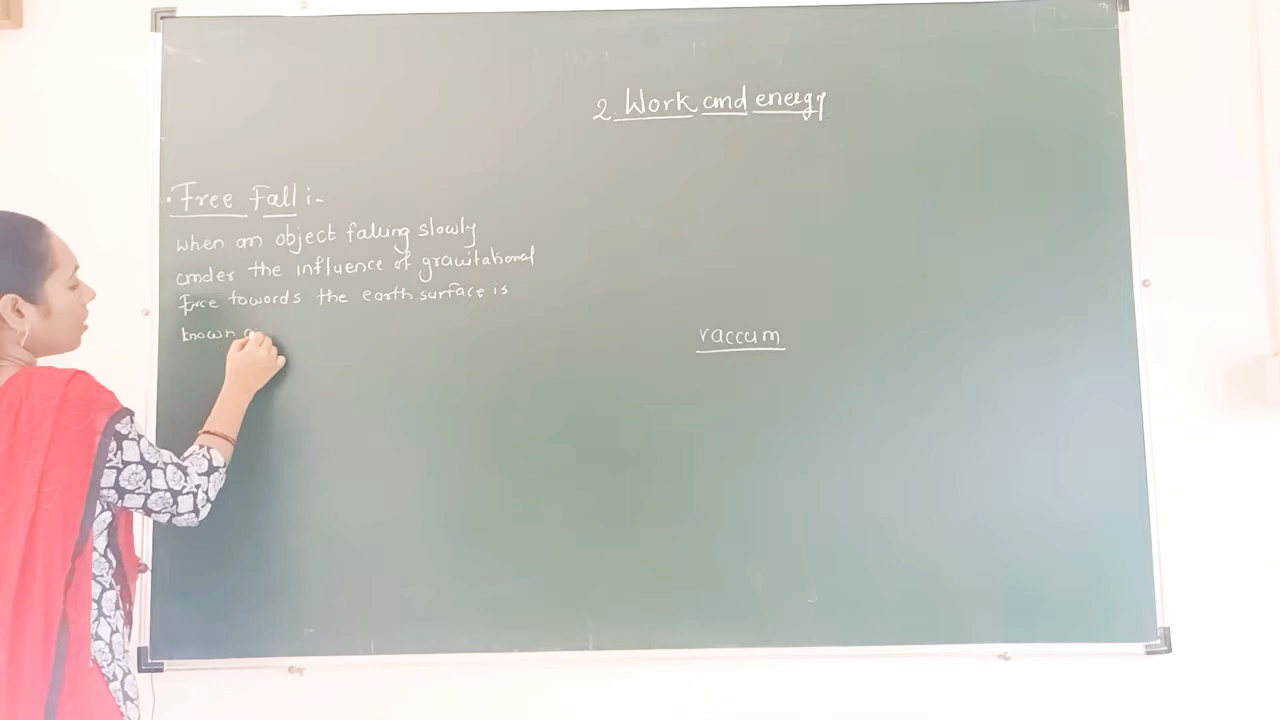 2. Work and energy
Free Fall :-
when an object falling slowly
under the influence of gravitational
Force towards the earth surface is
known as
vaccum